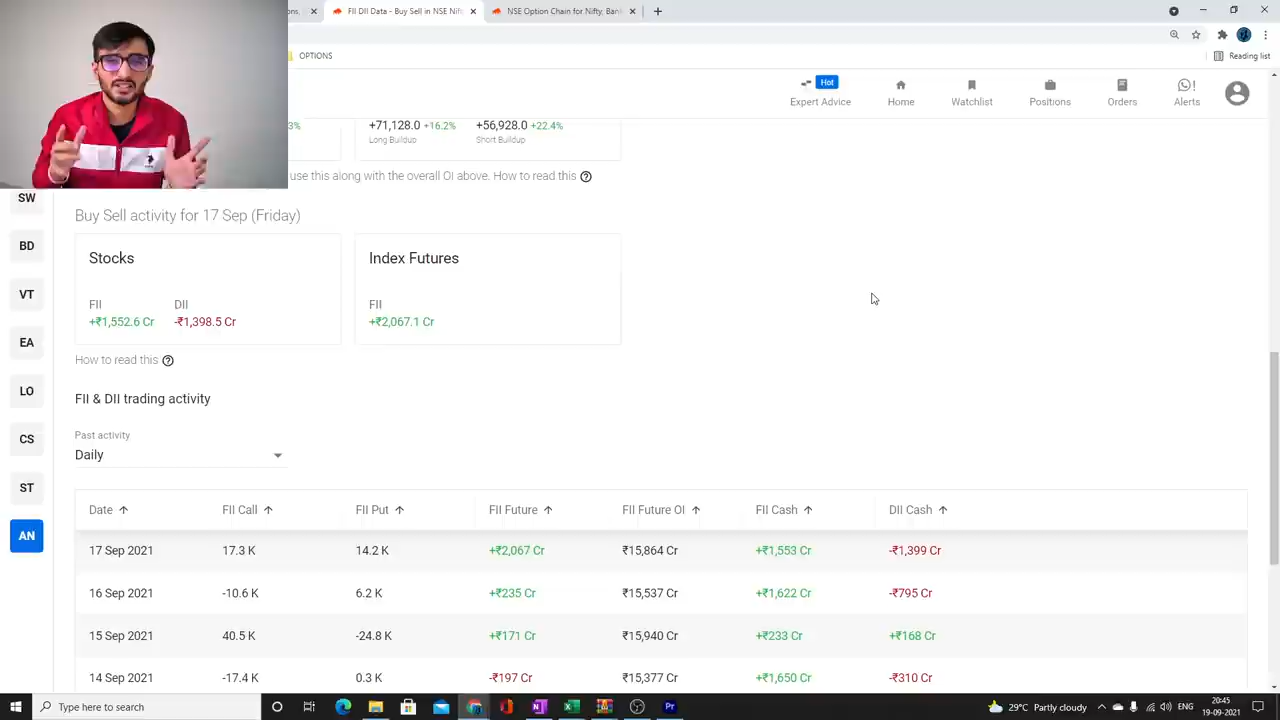 ons, 
FII DII Data - Buy Sell in NSE Nift
NSE Option Chain for Nifty, Bank
OPTIONS
Reading list
Hot
Expert Advice
Home
Watchlist
Positions
Orders
Alerts
3%
+71,128.0 +16.2%
+56,928.0 +22.4%
Long Buildup
Short Buildup
use this along with the overall OI above. How to read this
SW
BD
VT
EA
LO
CS
ST
AN
Buy Sell activity for 17 Sep (Friday)
Stocks
FII DII
+₹1,552.6 Cr -₹1,398.5 Cr
Index Futures
FII
+₹2,067.1 Cr
How to read this
FII & DII trading activity
Past activity
Daily
Date FII Call FII Put FII Future FII Future OI FII Cash DII Cash
17 Sep 2021 17.3 K 14.2 K +₹2,067 Cr ₹15,864 Cr +₹1,553 Cr -₹1,399 Cr
16 Sep 2021 -10.6 K 6.2 K +₹235 Cr ₹15,537 Cr +₹1,622 Cr -₹795 Cr
15 Sep 2021 40.5 K -24.8 K +₹171 Cr ₹15,940 Cr +₹233 Cr +₹168 Cr
14 Sep 2021 -17.4 K 0.3 K -₹197 Cr ₹15,377 Cr +₹1,650 Cr -₹310 Cr
Type here to search
29°C Partly cloudy
ENG
20:45
19-09-2021